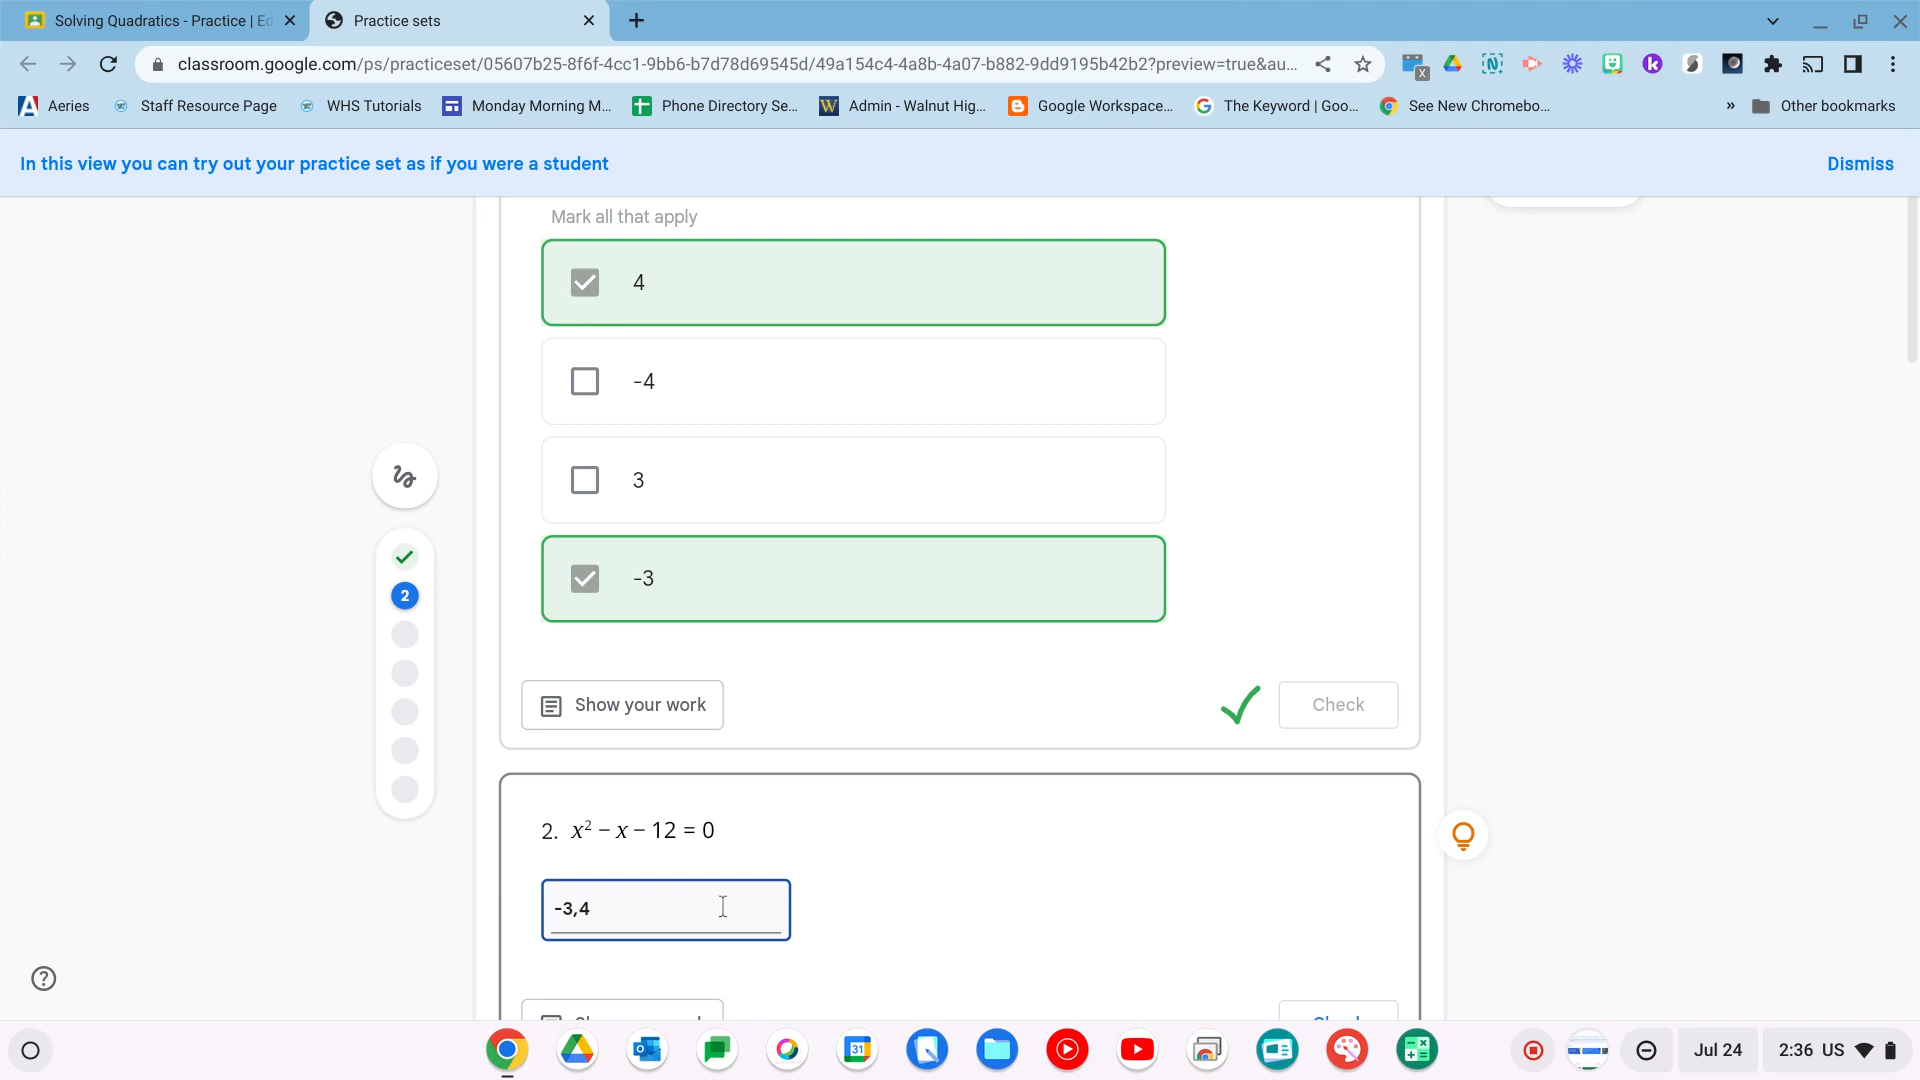 Solving Quadratics - Practice | Ed
Practice sets
classroom.google.com/ps/practiceset/05607b25-8f6f-4cc1-9bb6-b7d78d69545d/49a154c4-4a8b-4a07-b882-9dd9195b42b2?preview=true&au...
Aeries Staff Resource Page WHS Tutorials Monday Morning M... Phone Directory Se... Admin - Walnut Hig... Google Workspace... The Keyword | Goo... See New Chromebo... » Other bookmarks
In this view you can try out your practice set as if you were a student Dismiss
Mark all that apply
4
-4
3
-3
2
Show your work Check
2. x² − x − 12 = 0
-3,4
31
Jul 24 2:36 US